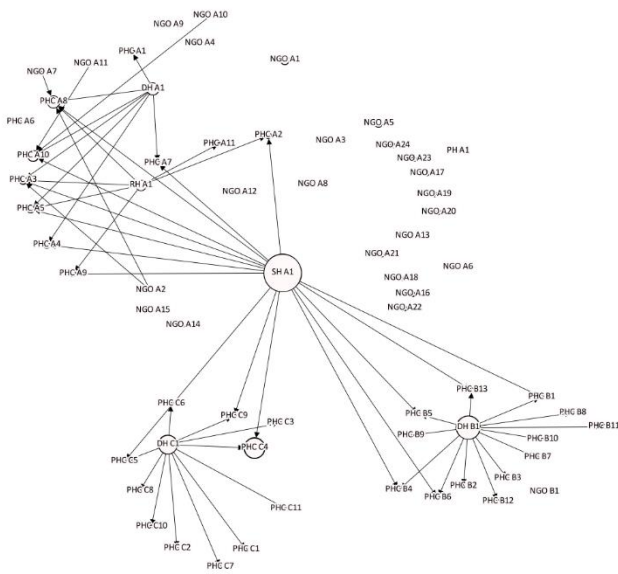 NGO A10
NGO A9
NGO A4
PHC A1
NGO A11
NGO A7
NGO A1
DH A1
PHC A8
PHC A6
NGO A5
PHC A11
PHC A2
NGO A3
NGO A24
PH A1
PHC A10
PHC A7
NGO A23
NGO A17
PHC A3
RH A1
NGO A12
NGO A8
NGO A19
PHC A5
NGO A20
NGO A13
PHC A4
NGO A21
PHC A9
SH A1
NGO A6
NGO A18
NGO A2
NGO A16
NGO A15
NGO A22
NGO A14
PHC B13
PHC B1
PHC C6
PHC C9
PHC B5
PHC B8
PHC C3
DH B1
PHC B11
PHC B9
PHC B10
DH C1
PHC C4
PHC B7
PHC C5
PHC B3
PHC B4
PHC B2
PHC C8
PHC B6
PHC B12
NGO B1
PHC C11
PHC C10
PHC C2
PHC C1
PHC C7